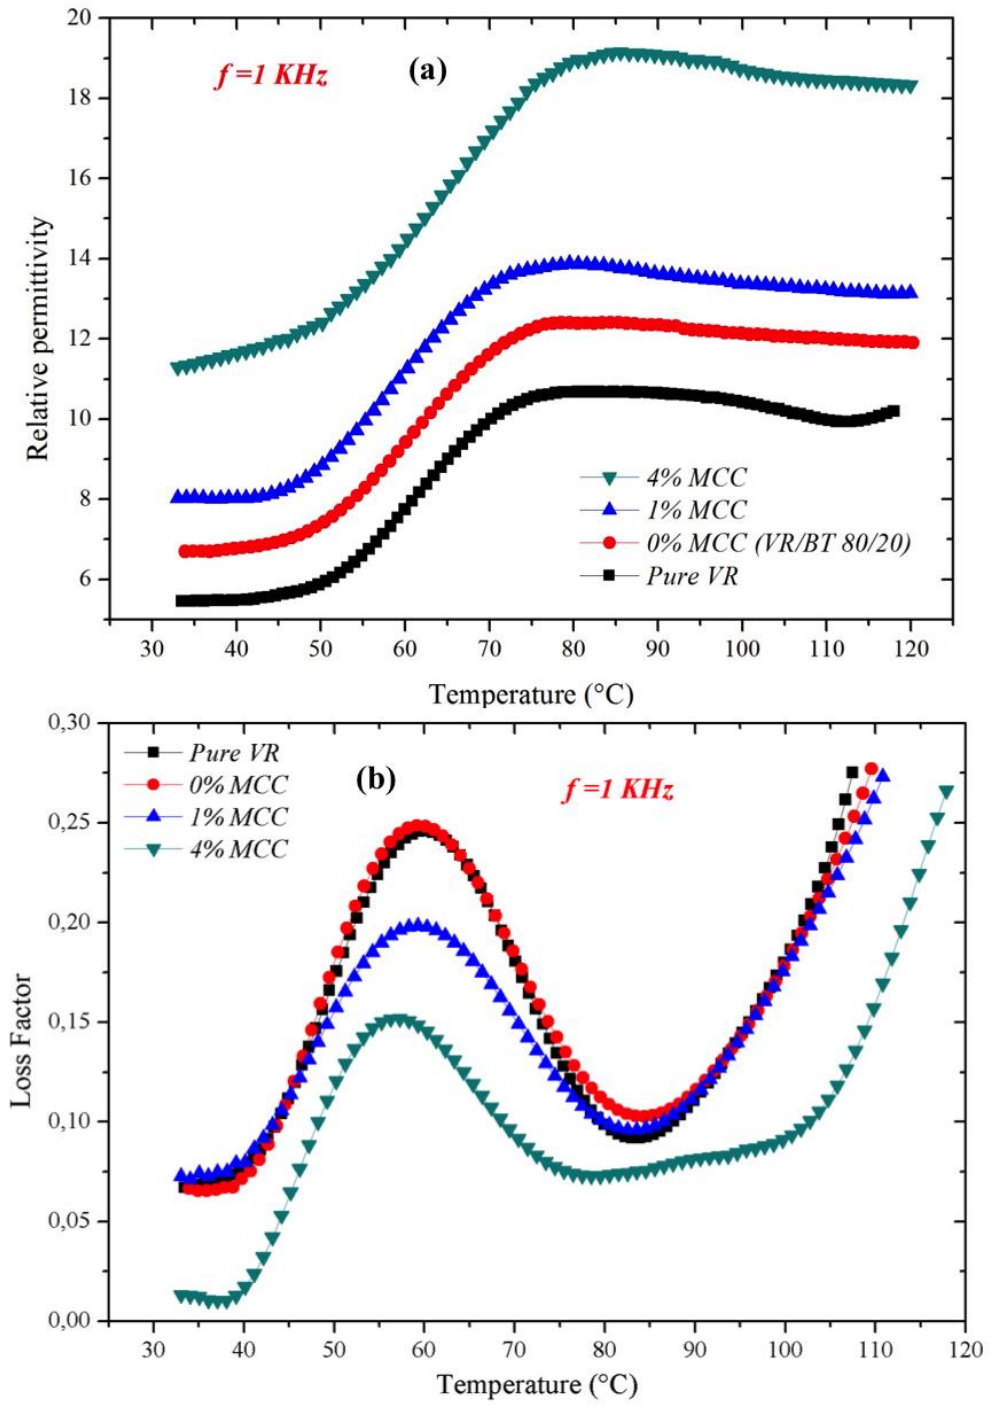 20
18
16
14
12
10
8
6
f =1 KHz
(a)
Relative permittivity
4% MCC
1% MCC
0% MCC (VR/BT 80/20)
Pure VR
30 40 50 60 70 80 90 100 110 120
Temperature (°C)
0,30
0,25
0,20
0,15
0,10
0,05
0,00
Pure VR
0% MCC
1% MCC
4% MCC
(b)
f =1 KHz
Loss Factor
30 40 50 60 70 80 90 100 110 120
Temperature (°C)